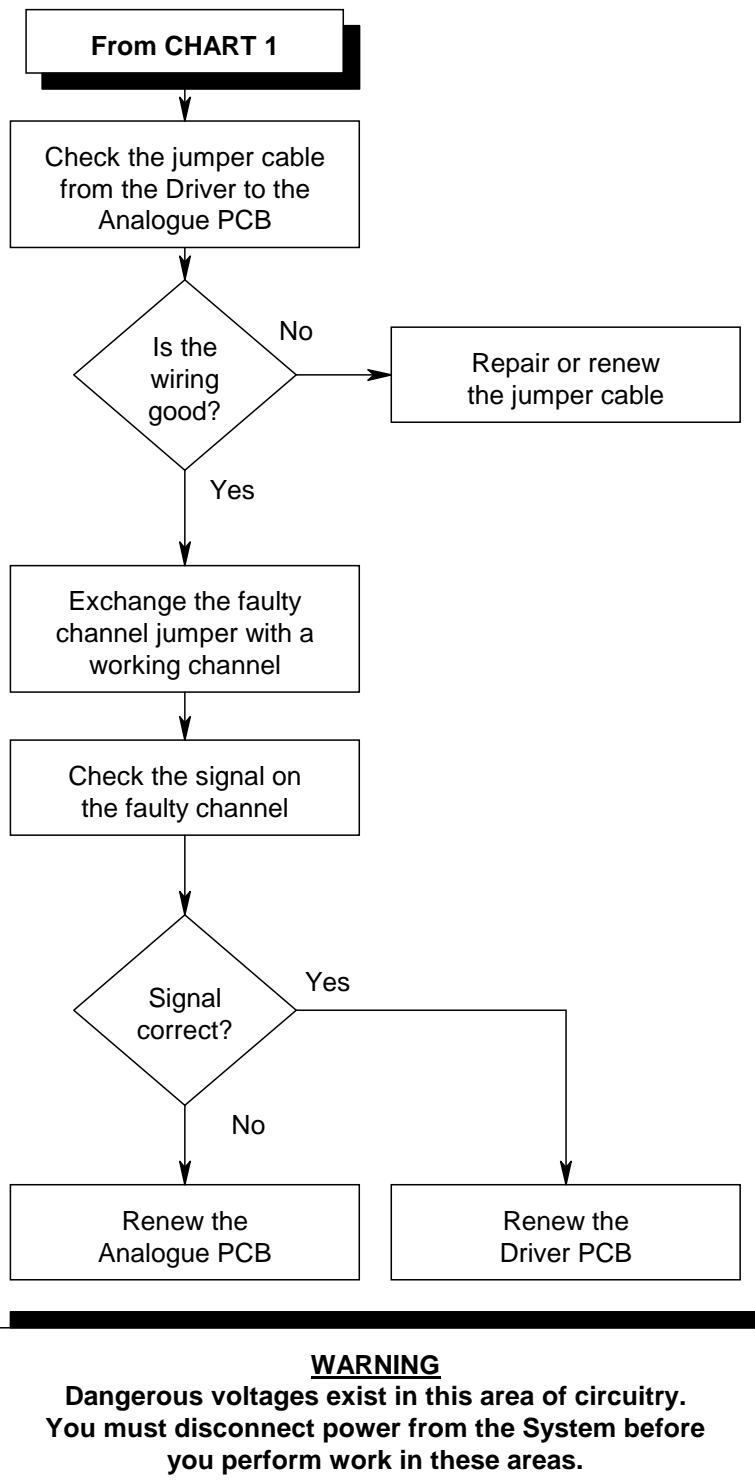 From CHART 1
Check the jumper cable
from the Driver to the
Analogue PCB
Is the
wiring
good?
No
Repair or renew
the jumper cable
Yes
Exchange the faulty
channel jumper with a
working channel
Check the signal on
the faulty channel
Signal
correct?
Yes
No
Renew the
Analogue PCB
Renew the
Driver PCB
WARNING
Dangerous voltages exist in this area of circuitry.
You must disconnect power from the System before
you perform work in these areas.